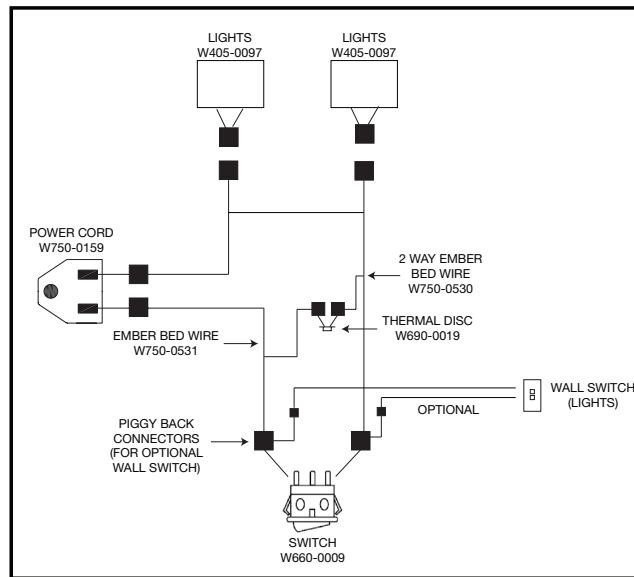 LIGHTS
W405-0097
LIGHTS
W405-0097
POWER CORD
W750-0159
2 WAY EMBER
BED WIRE
W750-0530
THERMAL DISC
W690-0019
EMBER BED WIRE
W750-0531
WALL SWITCH
(LIGHTS)
OPTIONAL
PIGGY BACK
CONNECTORS
(FOR OPTIONAL
WALL SWITCH)
SWITCH
W660-0009